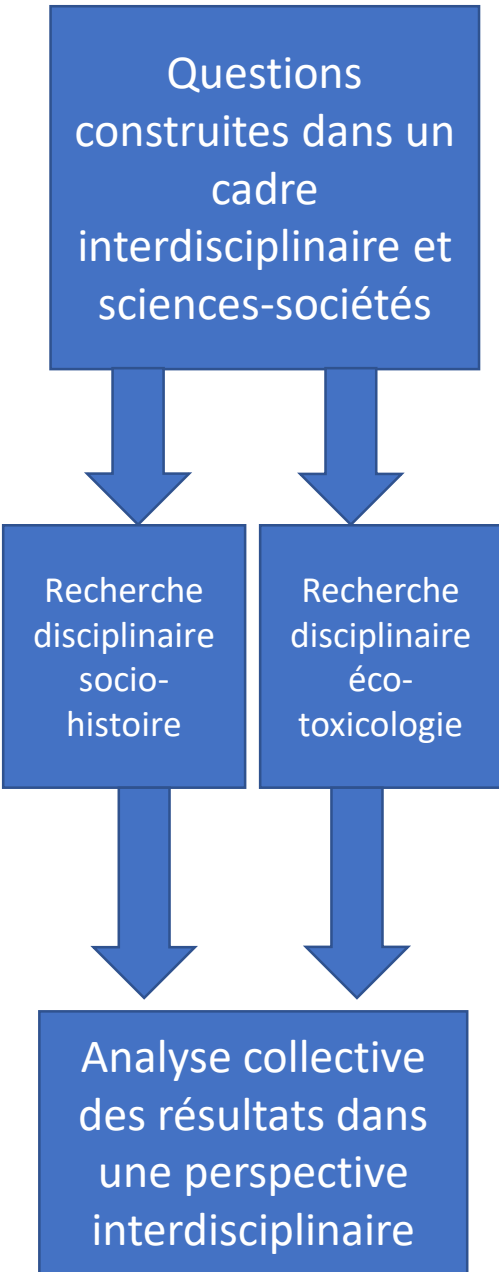 Questions
construites dans un
cadre
interdisciplinaire et
sciences-sociétés
Recherche
disciplinaire
socio-
histoire
Recherche
disciplinaire
éco-
toxicologie
Analyse collective
des résultats dans
une perspective
interdisciplinaire